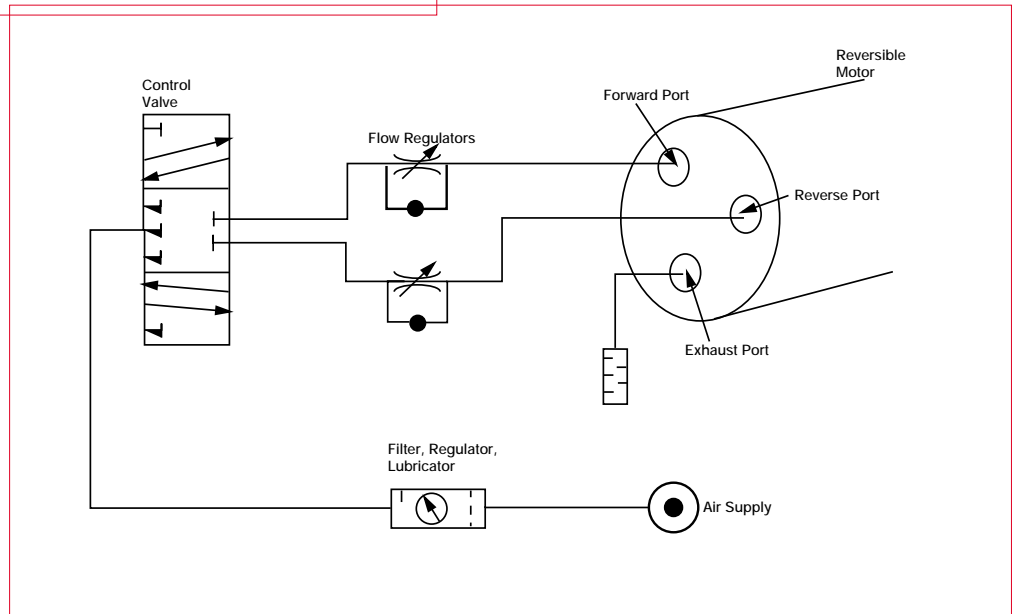 Reversible
Motor
Control
Valve
Forward Port
Flow Regulators
Reverse Port
Exhaust Port
Filter, Regulator,
Lubricator
Air Supply